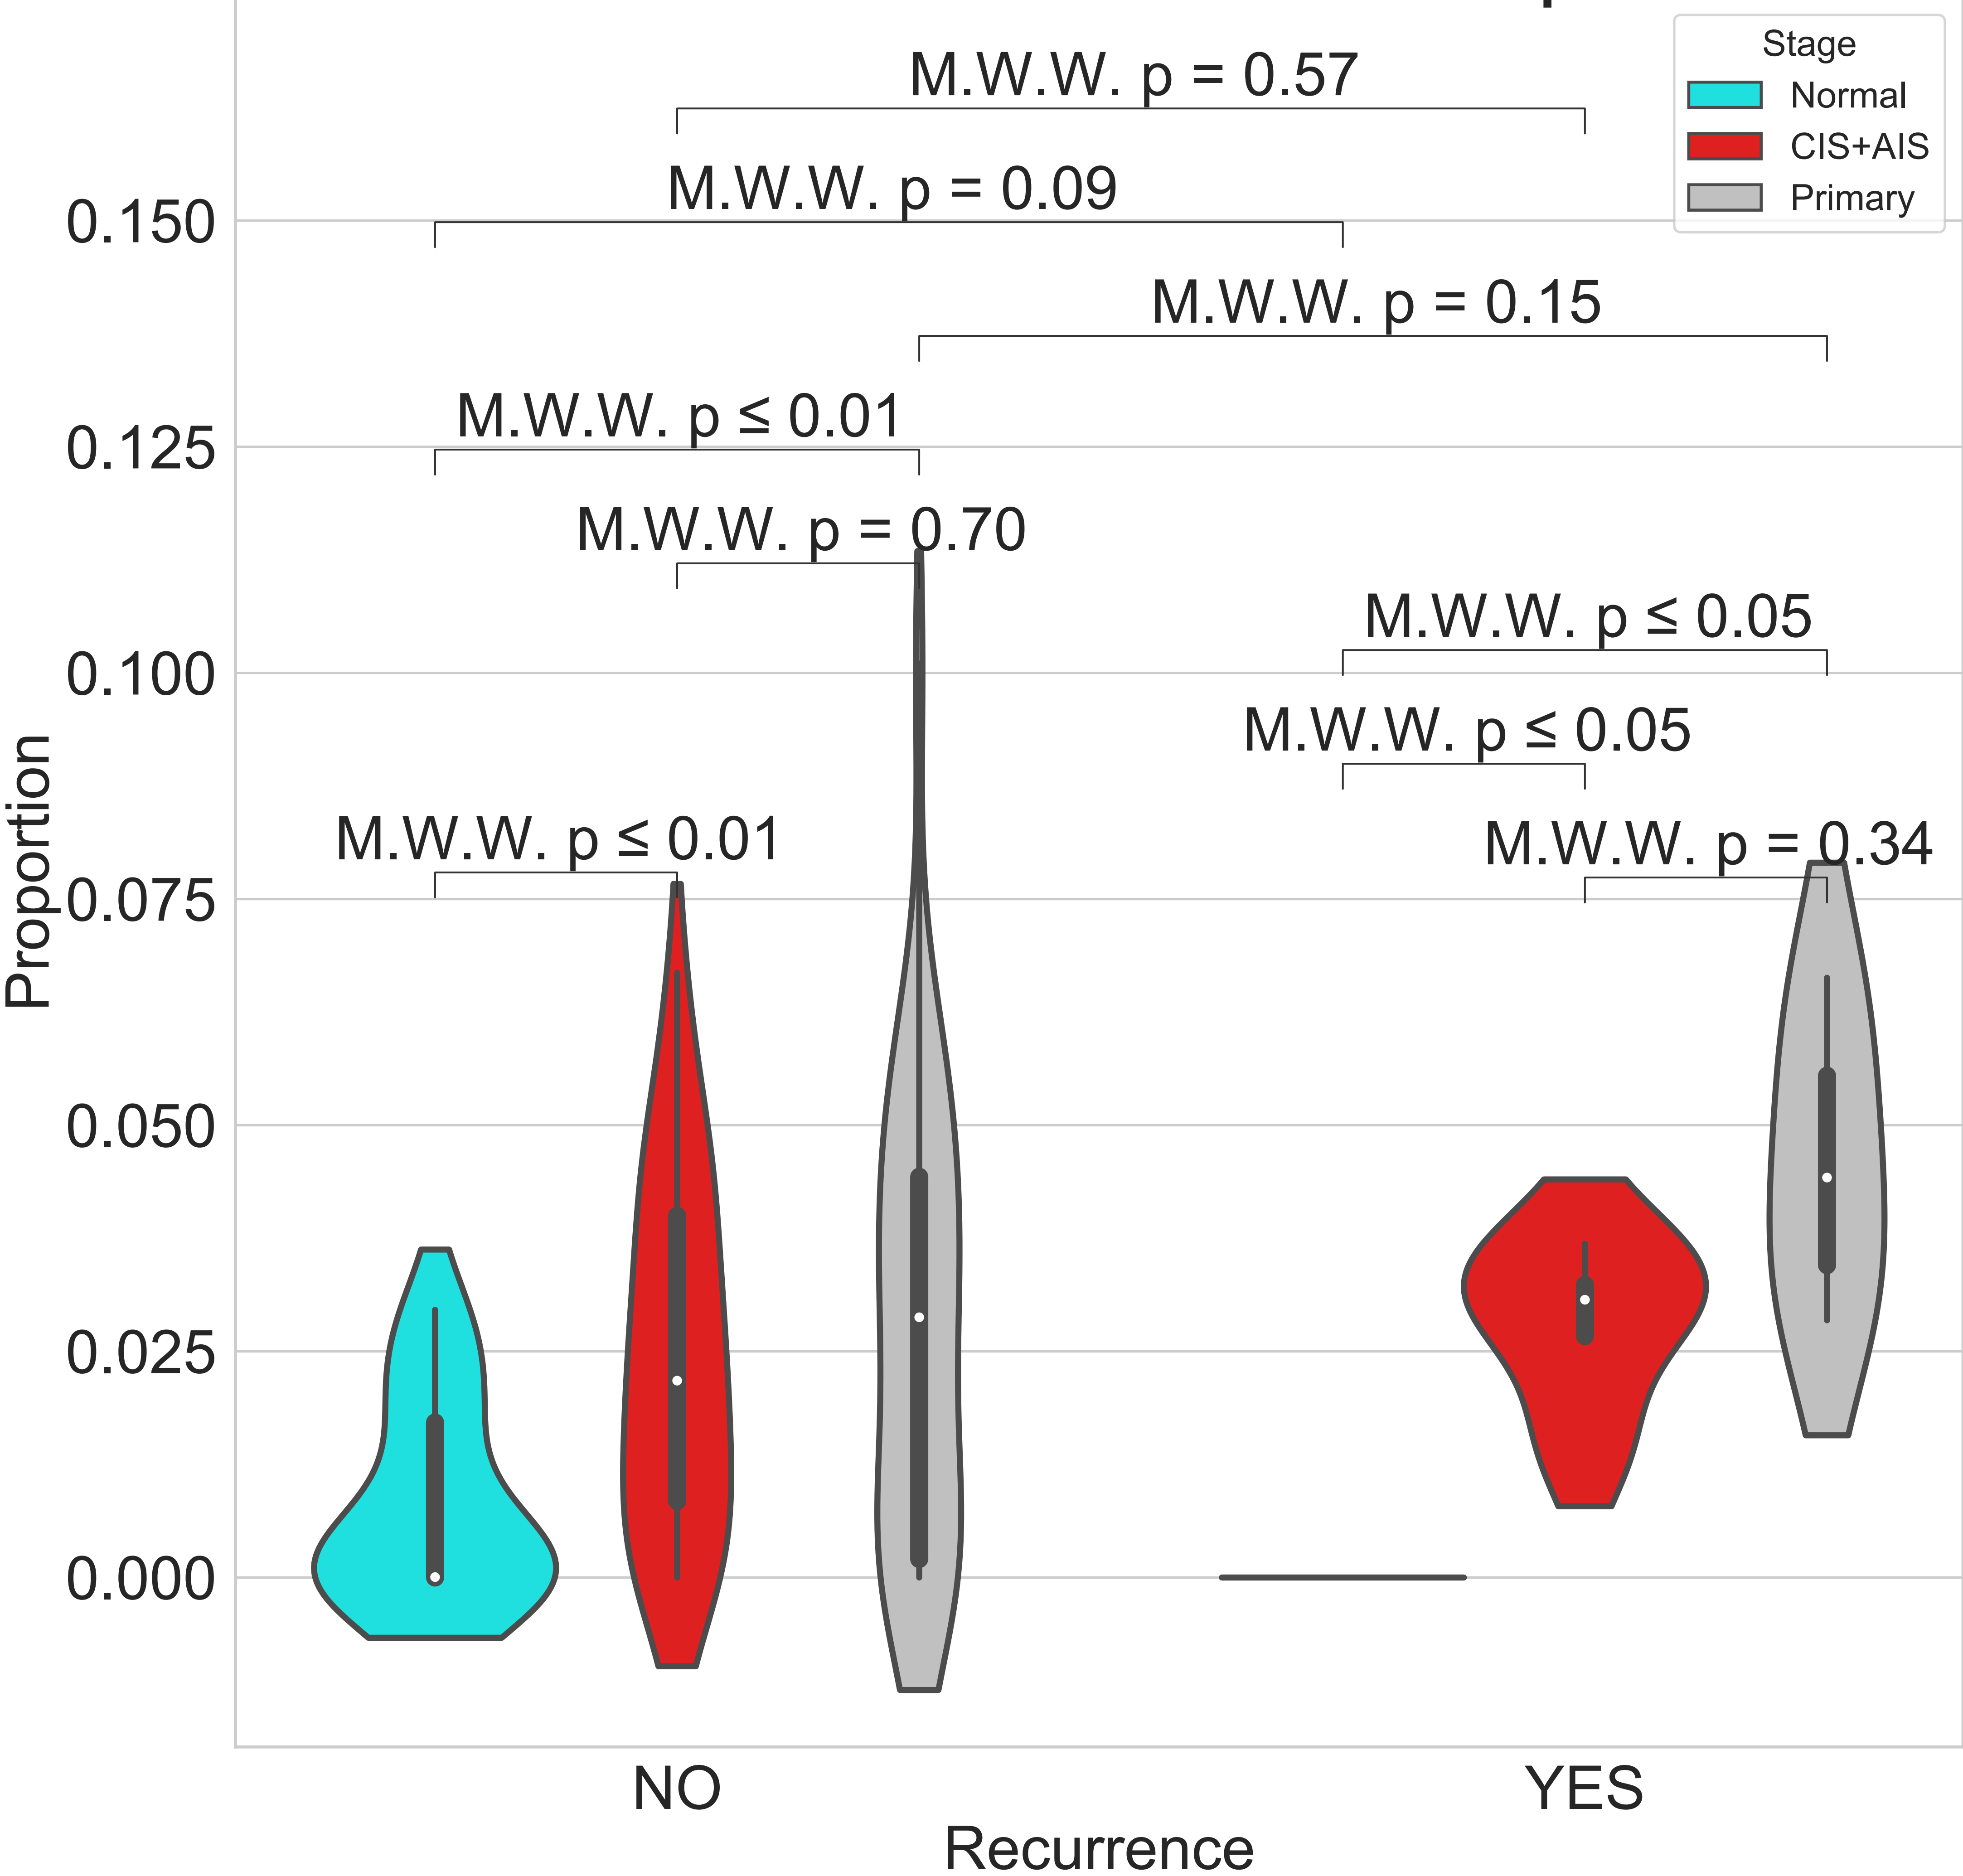 Stage
Normal
CIS+AIS
Primary
M.W.W. p = 0.57
M.W.W. p = 0.09
M.W.W. p = 0.15
M.W.W. p ≤ 0.01
M.W.W. p = 0.70
M.W.W. p ≤ 0.05
M.W.W. p ≤ 0.05
M.W.W. p = 0.34
M.W.W. p ≤ 0.01
0.150
0.125
0.100
0.075
0.050
0.025
0.000
Proportion
NO
YES
Recurrence